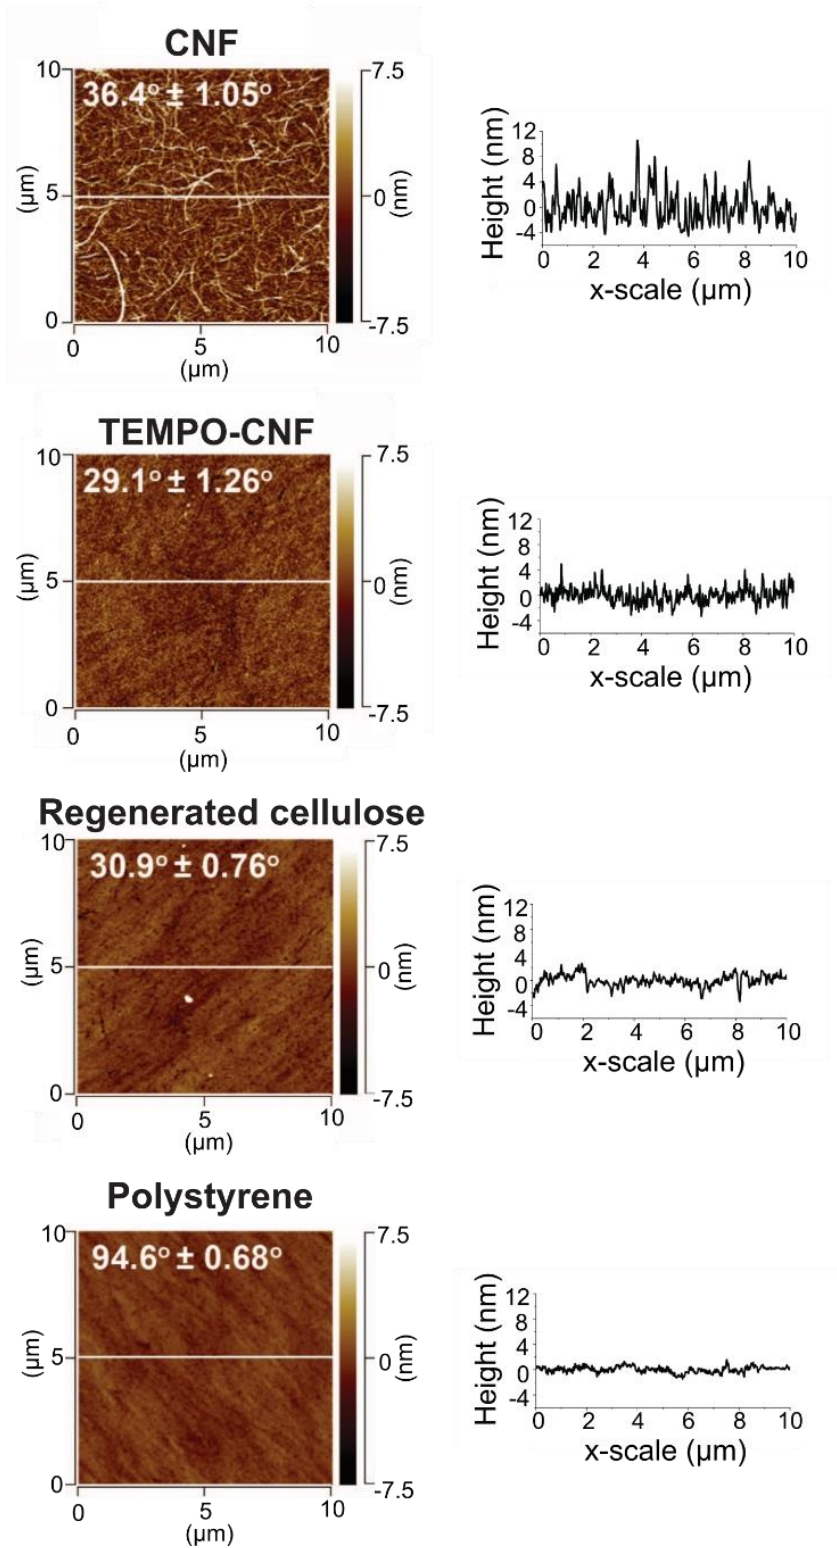 CNF
10
36.4° ± 1.05°
5
0
(µm)
0
5
10
(µm)
7.5
0
-7.5
(nm)
12
8
4
0
-4
Height (nm)
0 2 4 6 8 10
x-scale (µm)
TEMPO-CNF
10
29.1° ± 1.26°
5
0
(µm)
0
5
10
(µm)
7.5
0
-7.5
(nm)
12
8
4
0
-4
Height (nm)
0 2 4 6 8 10
x-scale (µm)
Regenerated cellulose
10
30.9° ± 0.76°
5
0
(µm)
0
5
10
(µm)
7.5
0
-7.5
(nm)
12
8
4
0
-4
Height (nm)
0 2 4 6 8 10
x-scale (µm)
Polystyrene
10
94.6° ± 0.68°
5
0
(µm)
0
5
10
(µm)
7.5
0
-7.5
(nm)
12
8
4
0
-4
Height (nm)
0 2 4 6 8 10
x-scale (µm)